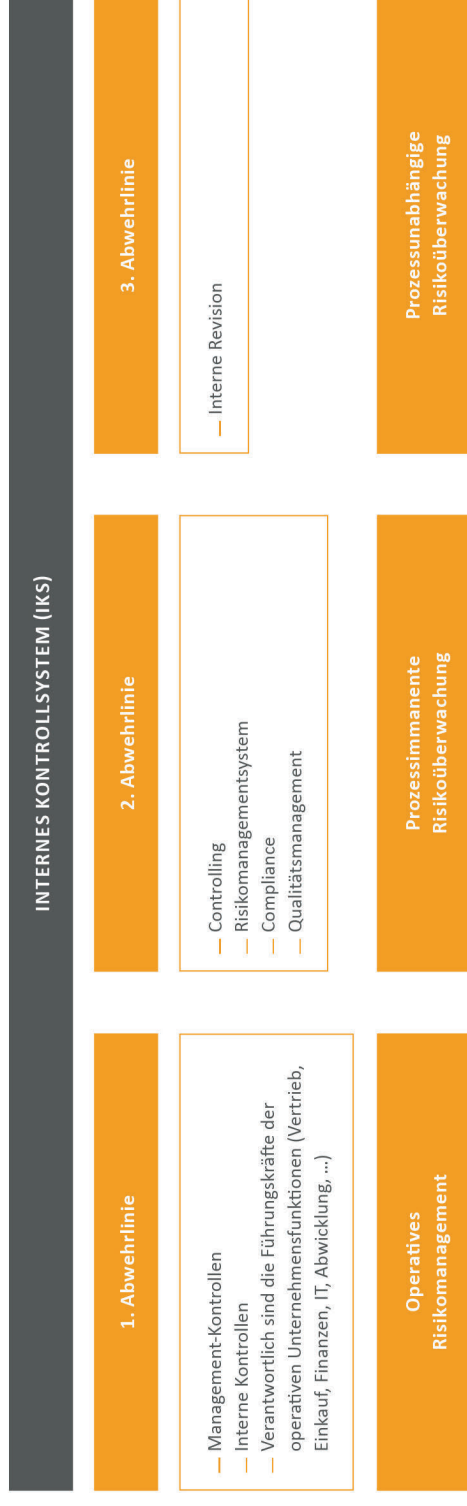 INTERNES KONTROLLSYSTEM (IKS)
1. Abwehrlinie
— Management-Kontrollen
— Interne Kontrollen
— Verantwortlich sind die Führungskräfte der
operativen Unternehmensfunktionen (Vertrieb,
Einkauf, Finanzen, IT, Abwicklung, ...)
Operatives
Risikomanagement
2. Abwehrlinie
— Controlling
— Risikomanagementsystem
— Compliance
— Qualitätsmanagement
Prozessimmanente
Risikoüberwachung
3. Abwehrlinie
— Interne Revision
Prozessunabhängige
Risikoüberwachung